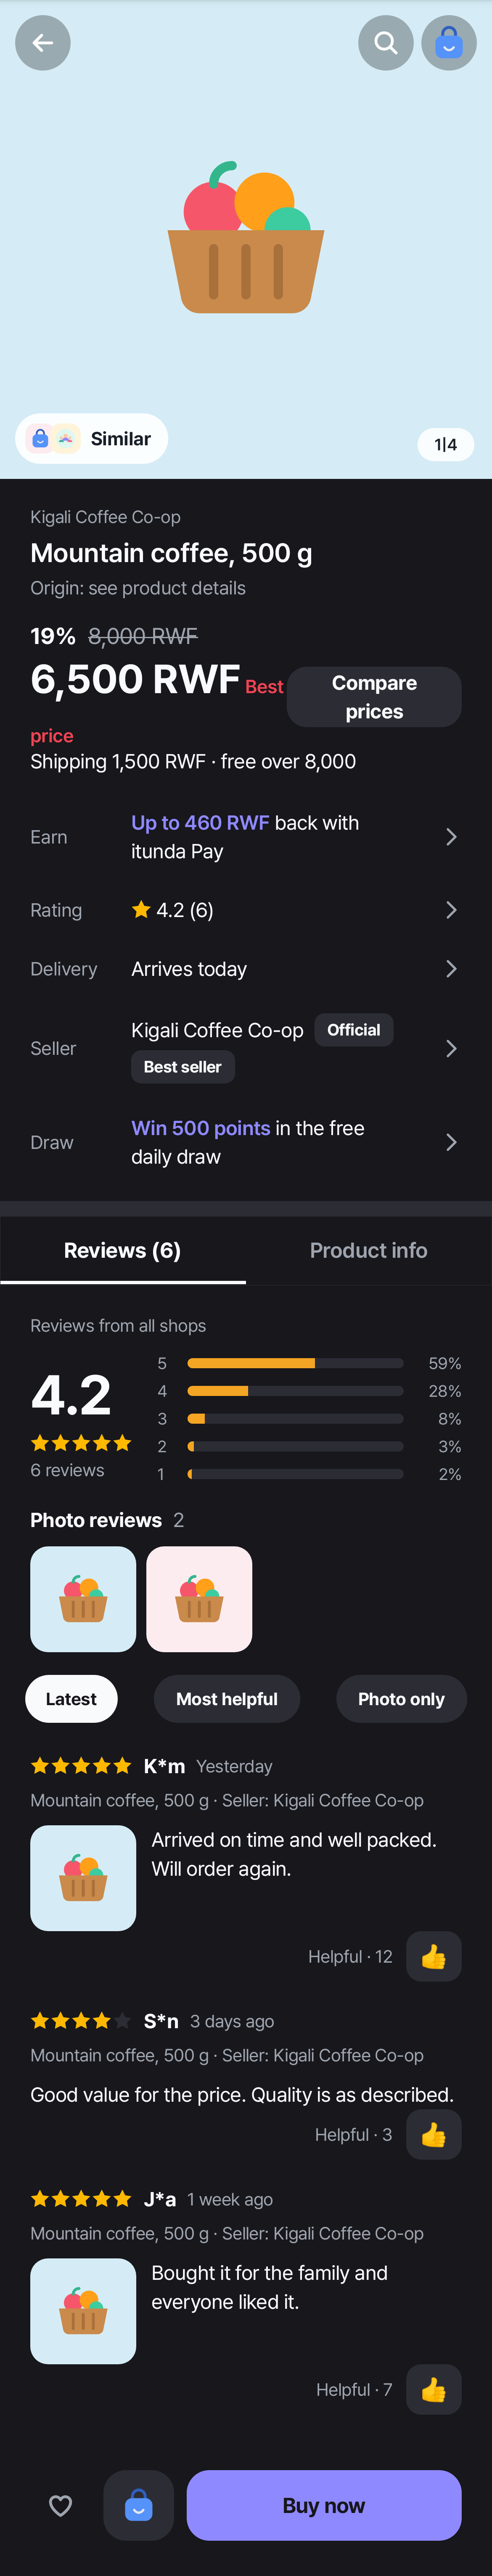 Similar
1|4
Kigali Coffee Co-op
Mountain coffee, 500 g
Origin: see product details
19% 8,000 RWF
6,500 RWF Best
price
Compare
prices
Shipping 1,500 RWF · free over 8,000
Earn
Up to 460 RWF back with
itunda Pay
Rating
4.2 (6)
Delivery
Arrives today
Seller
Kigali Coffee Co-op Official
Best seller
Draw
Win 500 points in the free
daily draw
Reviews (6)
Product info
Reviews from all shops
4.2
6 reviews
5 59%
4 28%
3 8%
2 3%
1 2%
Photo reviews 2
Latest
Most helpful
Photo only
K*m Yesterday
Mountain coffee, 500 g · Seller: Kigali Coffee Co-op
Arrived on time and well packed.
Will order again.
Helpful · 12
S*n 3 days ago
Mountain coffee, 500 g · Seller: Kigali Coffee Co-op
Good value for the price. Quality is as described.
Helpful · 3
J*a 1 week ago
Mountain coffee, 500 g · Seller: Kigali Coffee Co-op
Bought it for the family and
everyone liked it.
Helpful · 7
Buy now